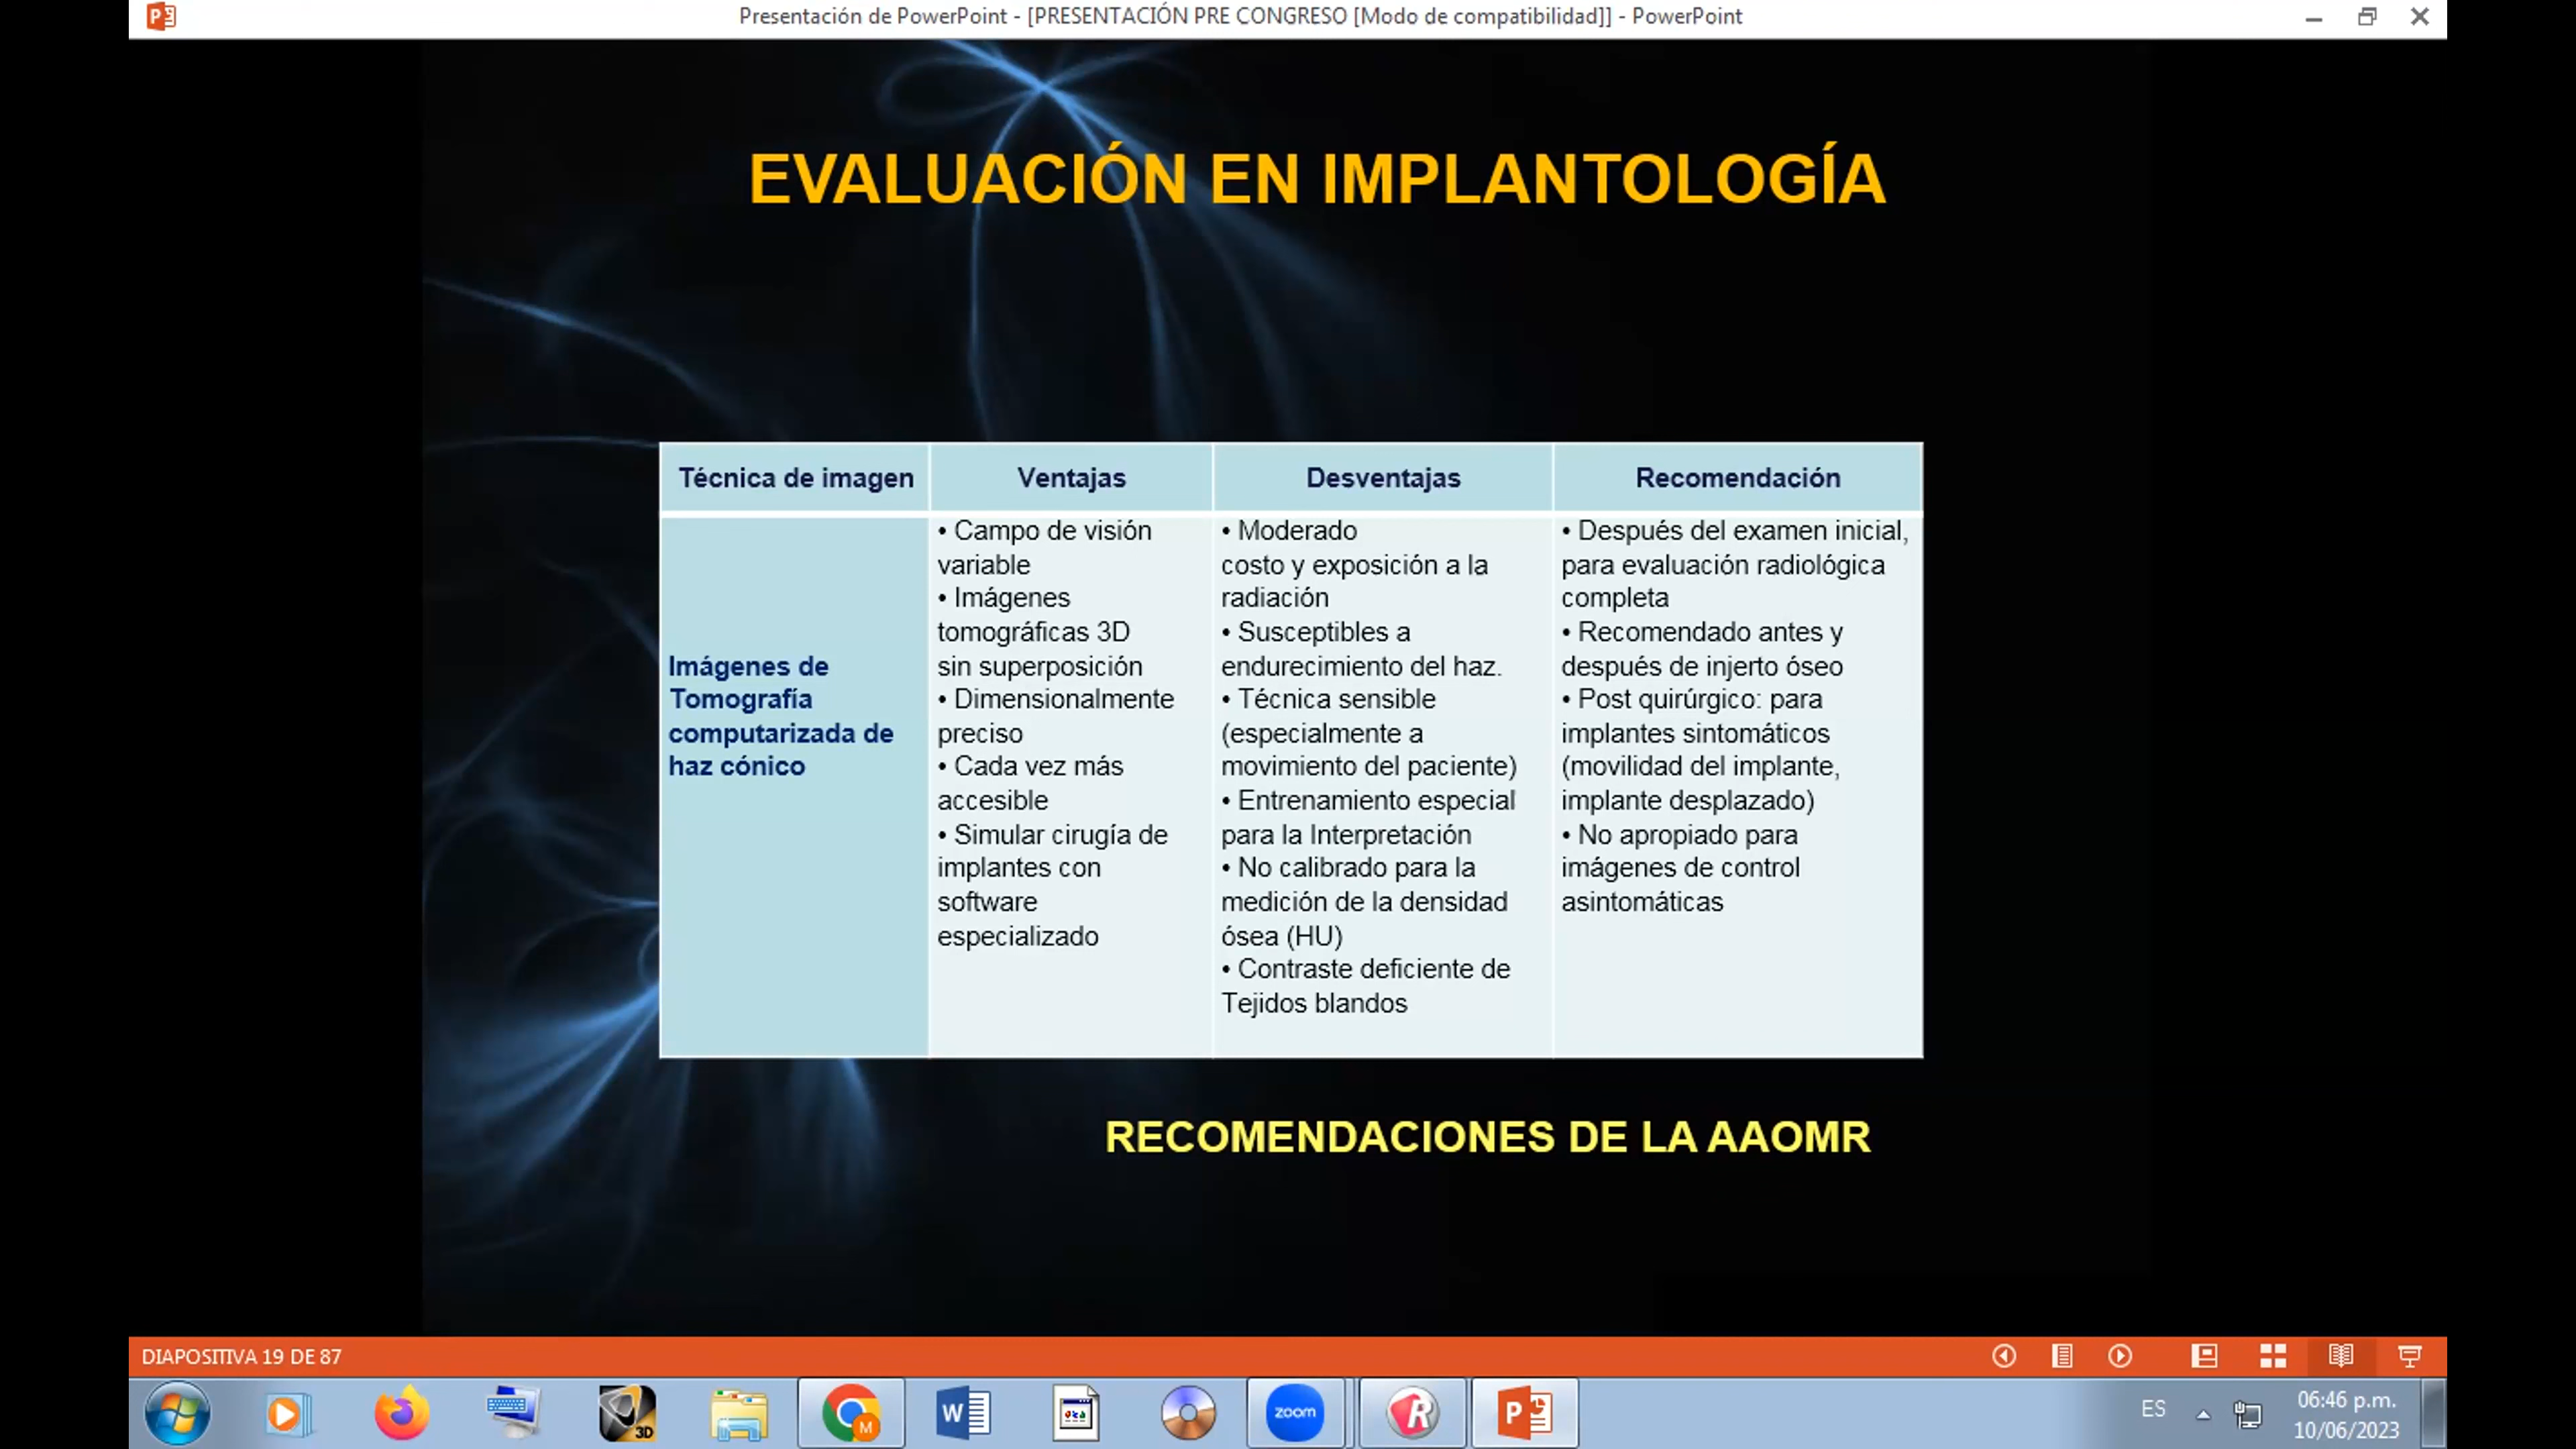 Presentación de PowerPoint - [PRESENTACIÓN PRE CONGRESO [Modo de compatibilidad]] - PowerPoint
EVALUACIÓN EN IMPLANTOLOGÍA
Técnica de imagen
Ventajas
Desventajas
Recomendación
Imágenes de
Tomografía
computarizada de
haz cónico
• Campo de visión
variable
• Imágenes
tomográficas 3D
sin superposición
• Dimensionalmente
preciso
• Cada vez más
accesible
• Simular cirugía de
implantes con
software
especializado
• Moderado
costo y exposición a la
radiación
• Susceptibles a
endurecimiento del haz.
• Técnica sensible
(especialmente a
movimiento del paciente)
• Entrenamiento especial
para la Interpretación
• No calibrado para la
medición de la densidad
ósea (HU)
• Contraste deficiente de
Tejidos blandos
• Después del examen inicial,
para evaluación radiológica
completa
• Recomendado antes y
después de injerto óseo
• Post quirúrgico: para
implantes sintomáticos
(movilidad del implante,
implante desplazado)
• No apropiado para
imágenes de control
asintomáticas
RECOMENDACIONES DE LA AAOMR
DIAPOSITIVA 19 DE 87
3D
M
W
zoom
R
P
ES
06:46 p.m.
10/06/2023